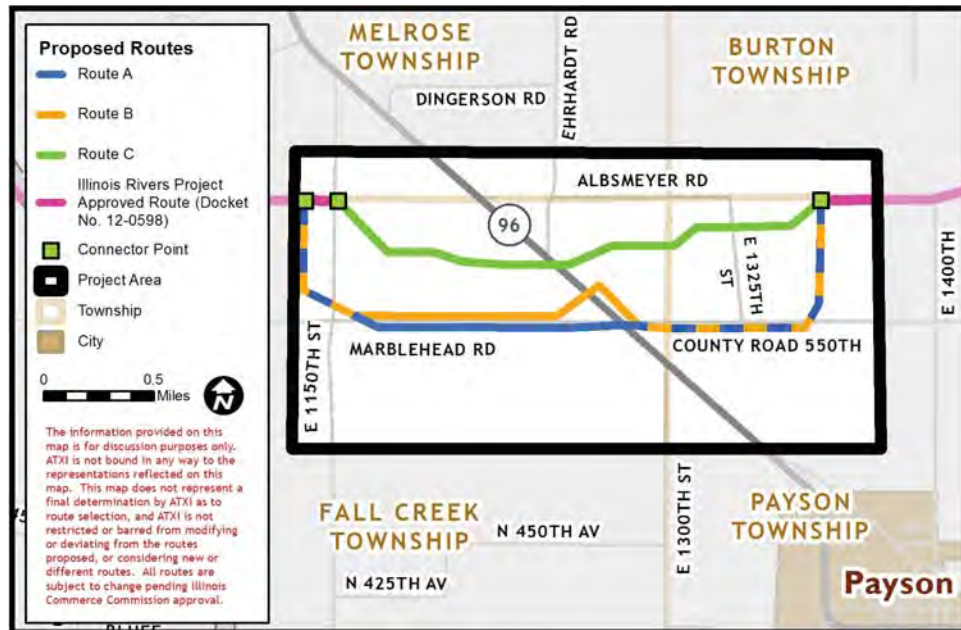 Proposed Routes
Route A
Route B
Route C
Illinois Rivers Project
Approved Route (Docket
No. 12-0598)
Connector Point
Project Area
Township
City
0 0.5
Miles
N
The information provided on this
map is for discussion purposes only.
ATXI is not bound in any way to the
representations reflected on this
map. This map does not represent a
final determination by ATXI as to
route selection, and ATXI is not
restricted or barred from modifying
or deviating from the routes
proposed, or considering new or
different routes. All routes are
subject to change pending Illinois
Commerce Commission approval.
MELROSE
TOWNSHIP
BURTON
TOWNSHIP
DINGERSON RD
EHRHARDT RD
ALBSMEYER RD
96
E 1325TH
ST
E 1400TH
MARBLEHEAD RD
COUNTY ROAD 550TH
E 1150TH ST
E 1300TH ST
FALL CREEK
TOWNSHIP
N 450TH AV
N 425TH AV
PAYSON
TOWNSHIP
Payson